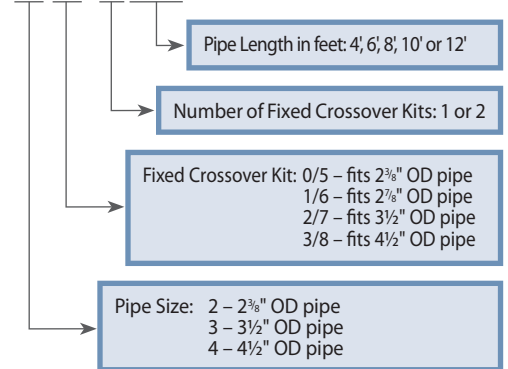 Pipe Length in feet: 4', 6', 8', 10' or 12'
Number of Fixed Crossover Kits: 1 or 2
Fixed Crossover Kit: 0/5 – fits 2⅜" OD pipe
1/6 – fits 2⅞" OD pipe
2/7 – fits 3½" OD pipe
3/8 – fits 4½" OD pipe
Pipe Size: 2 – 2⅜" OD pipe
3 – 3½" OD pipe
4 – 4½" OD pipe